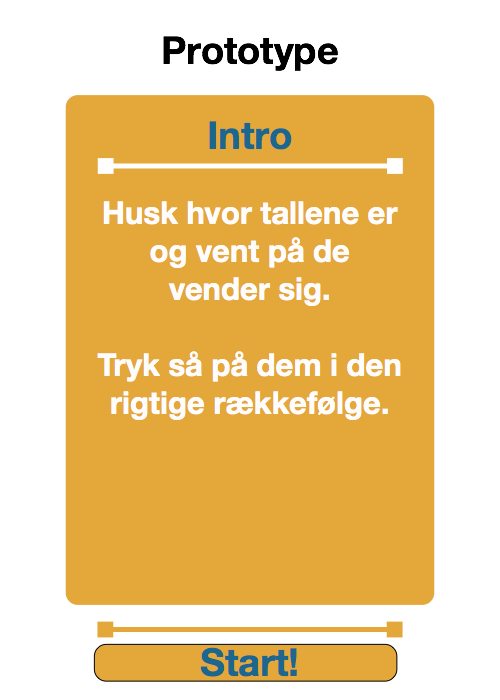 Prototype
Intro
Husk hvor tallene er
og vent på de
vender sig.
Tryk så på dem i den
rigtige rækkefølge.
Start!